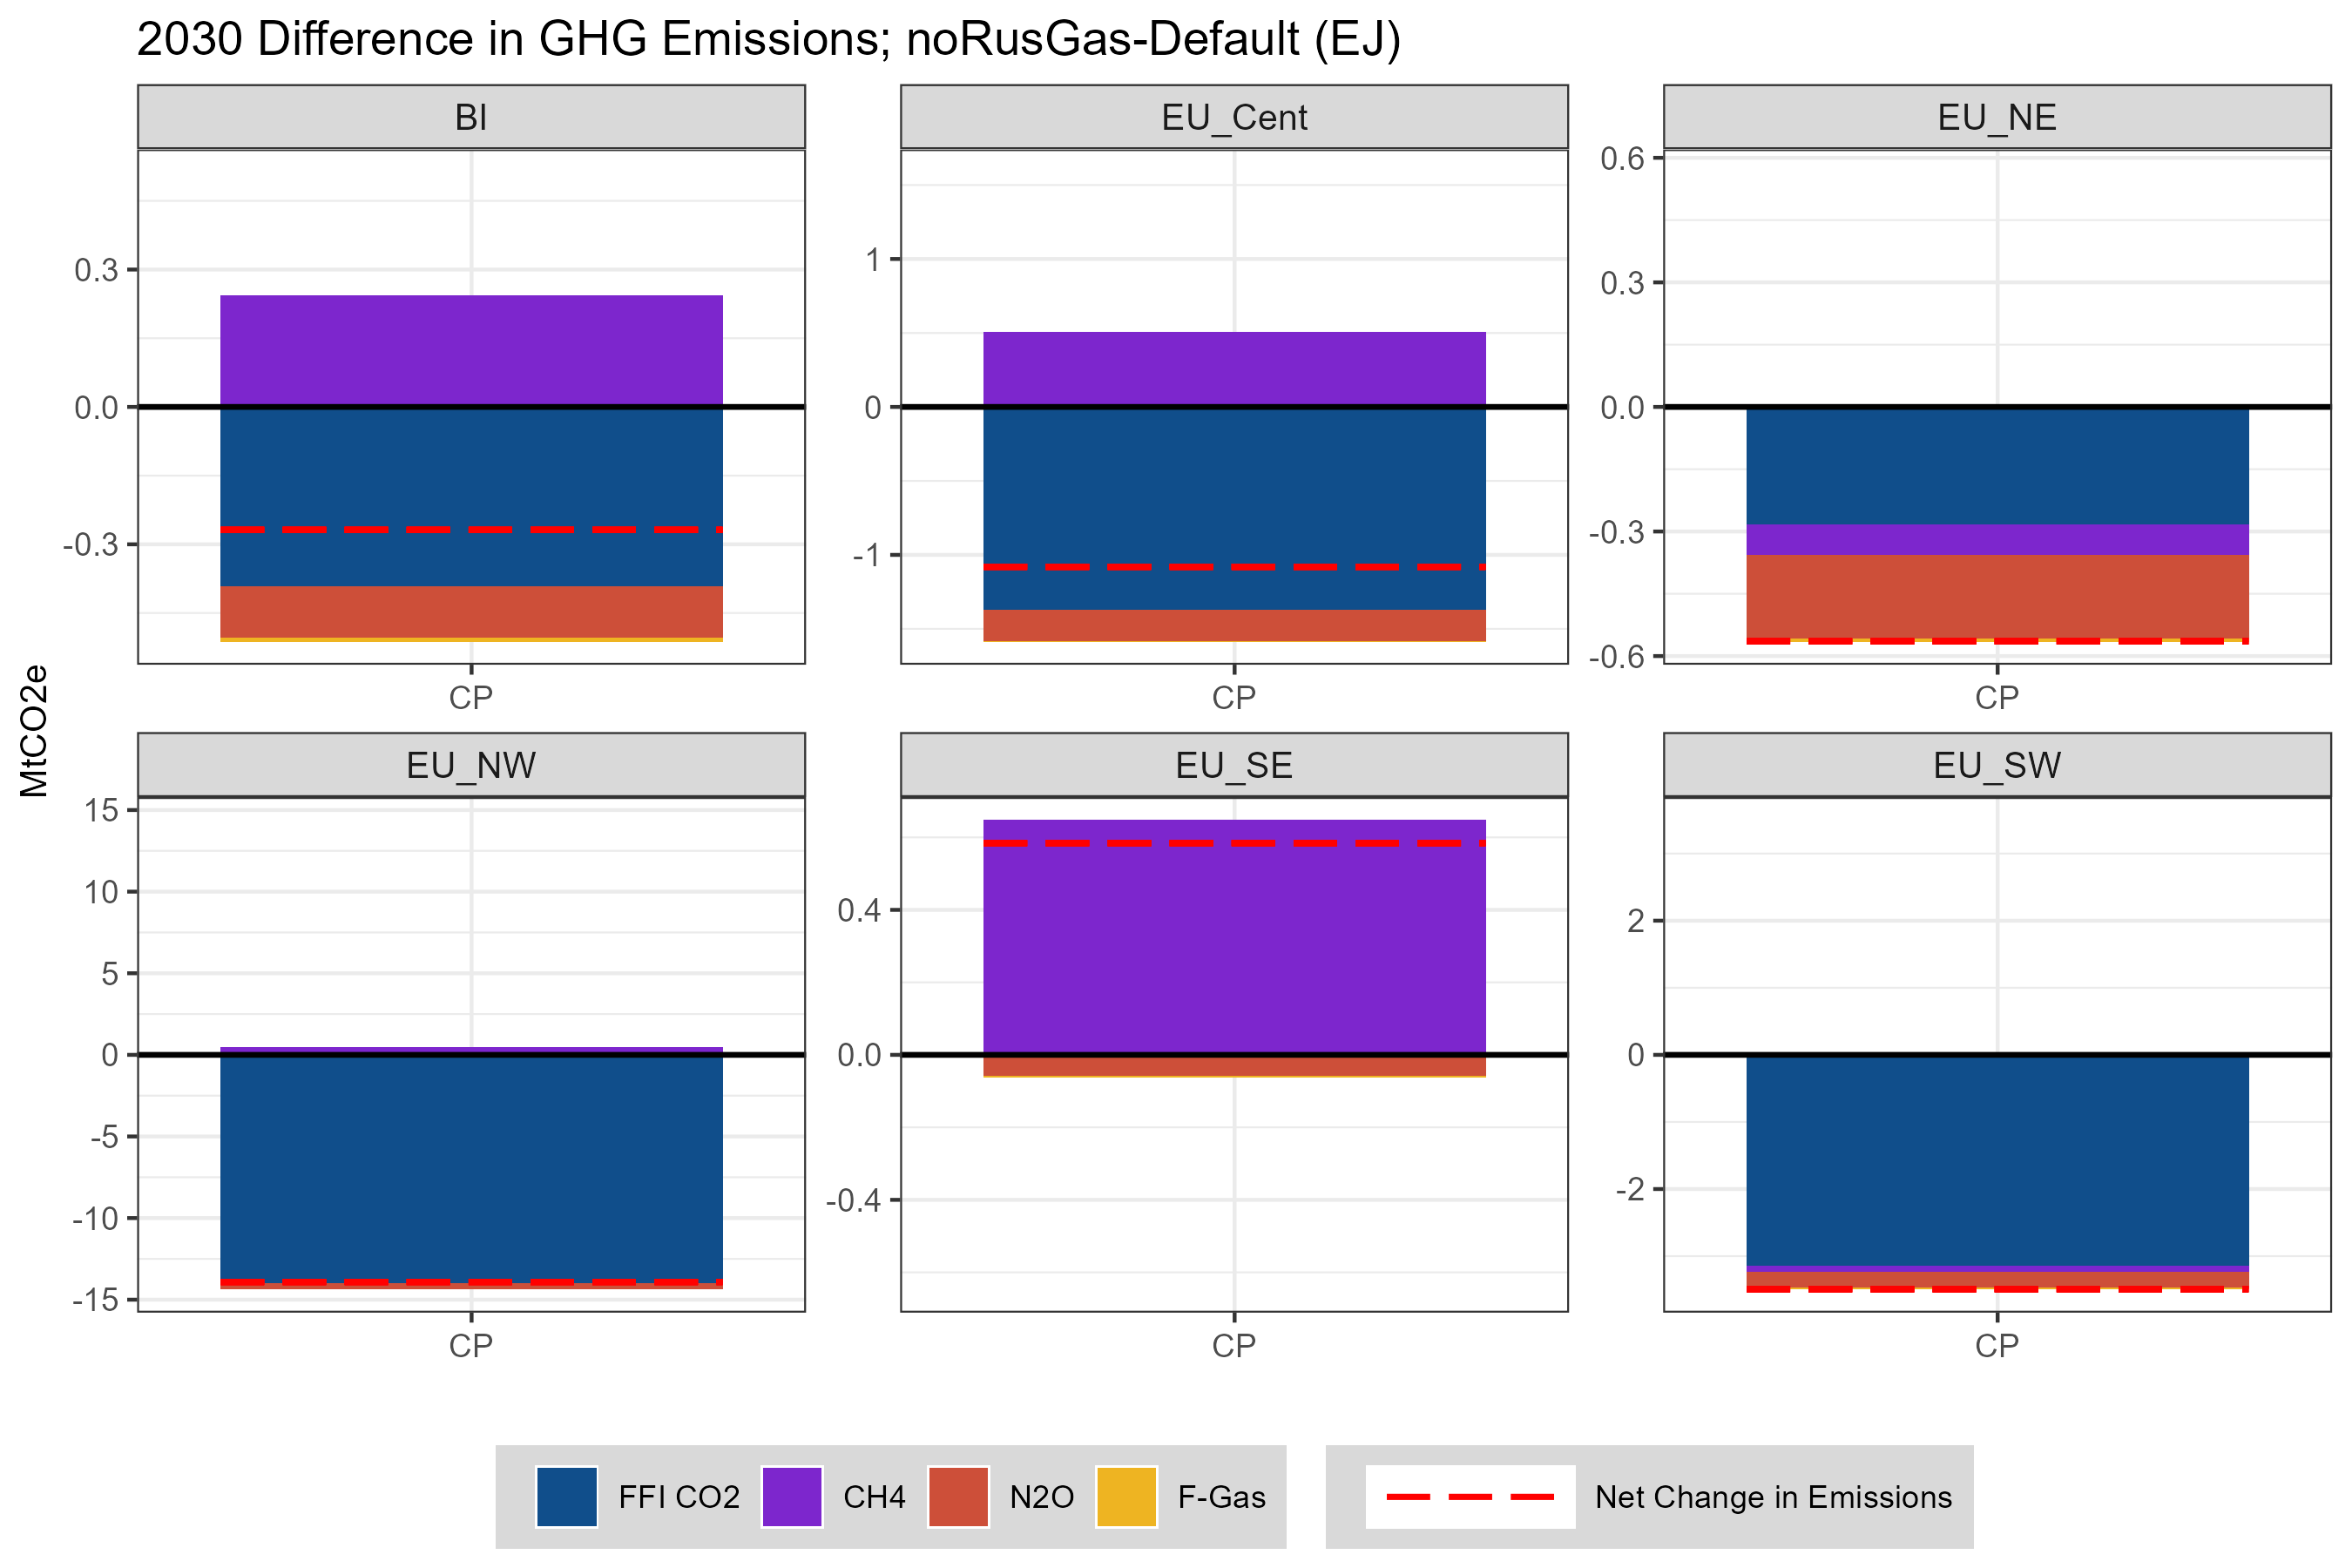 2030 Difference in GHG Emissions; noRusGas-Default (EJ)
BI
EU_Cent
EU_NE
0.3
0.0
-0.3
1
0
-1
0.6
0.3
0.0
-0.3
-0.6
CP
CP
CP
MtCO2e
EU_NW
EU_SE
EU_SW
15
10
5
0
-5
-10
-15
0.4
0.0
-0.4
2
0
-2
CP
CP
CP
FFI CO2
CH4
N2O
F-Gas
Net Change in Emissions